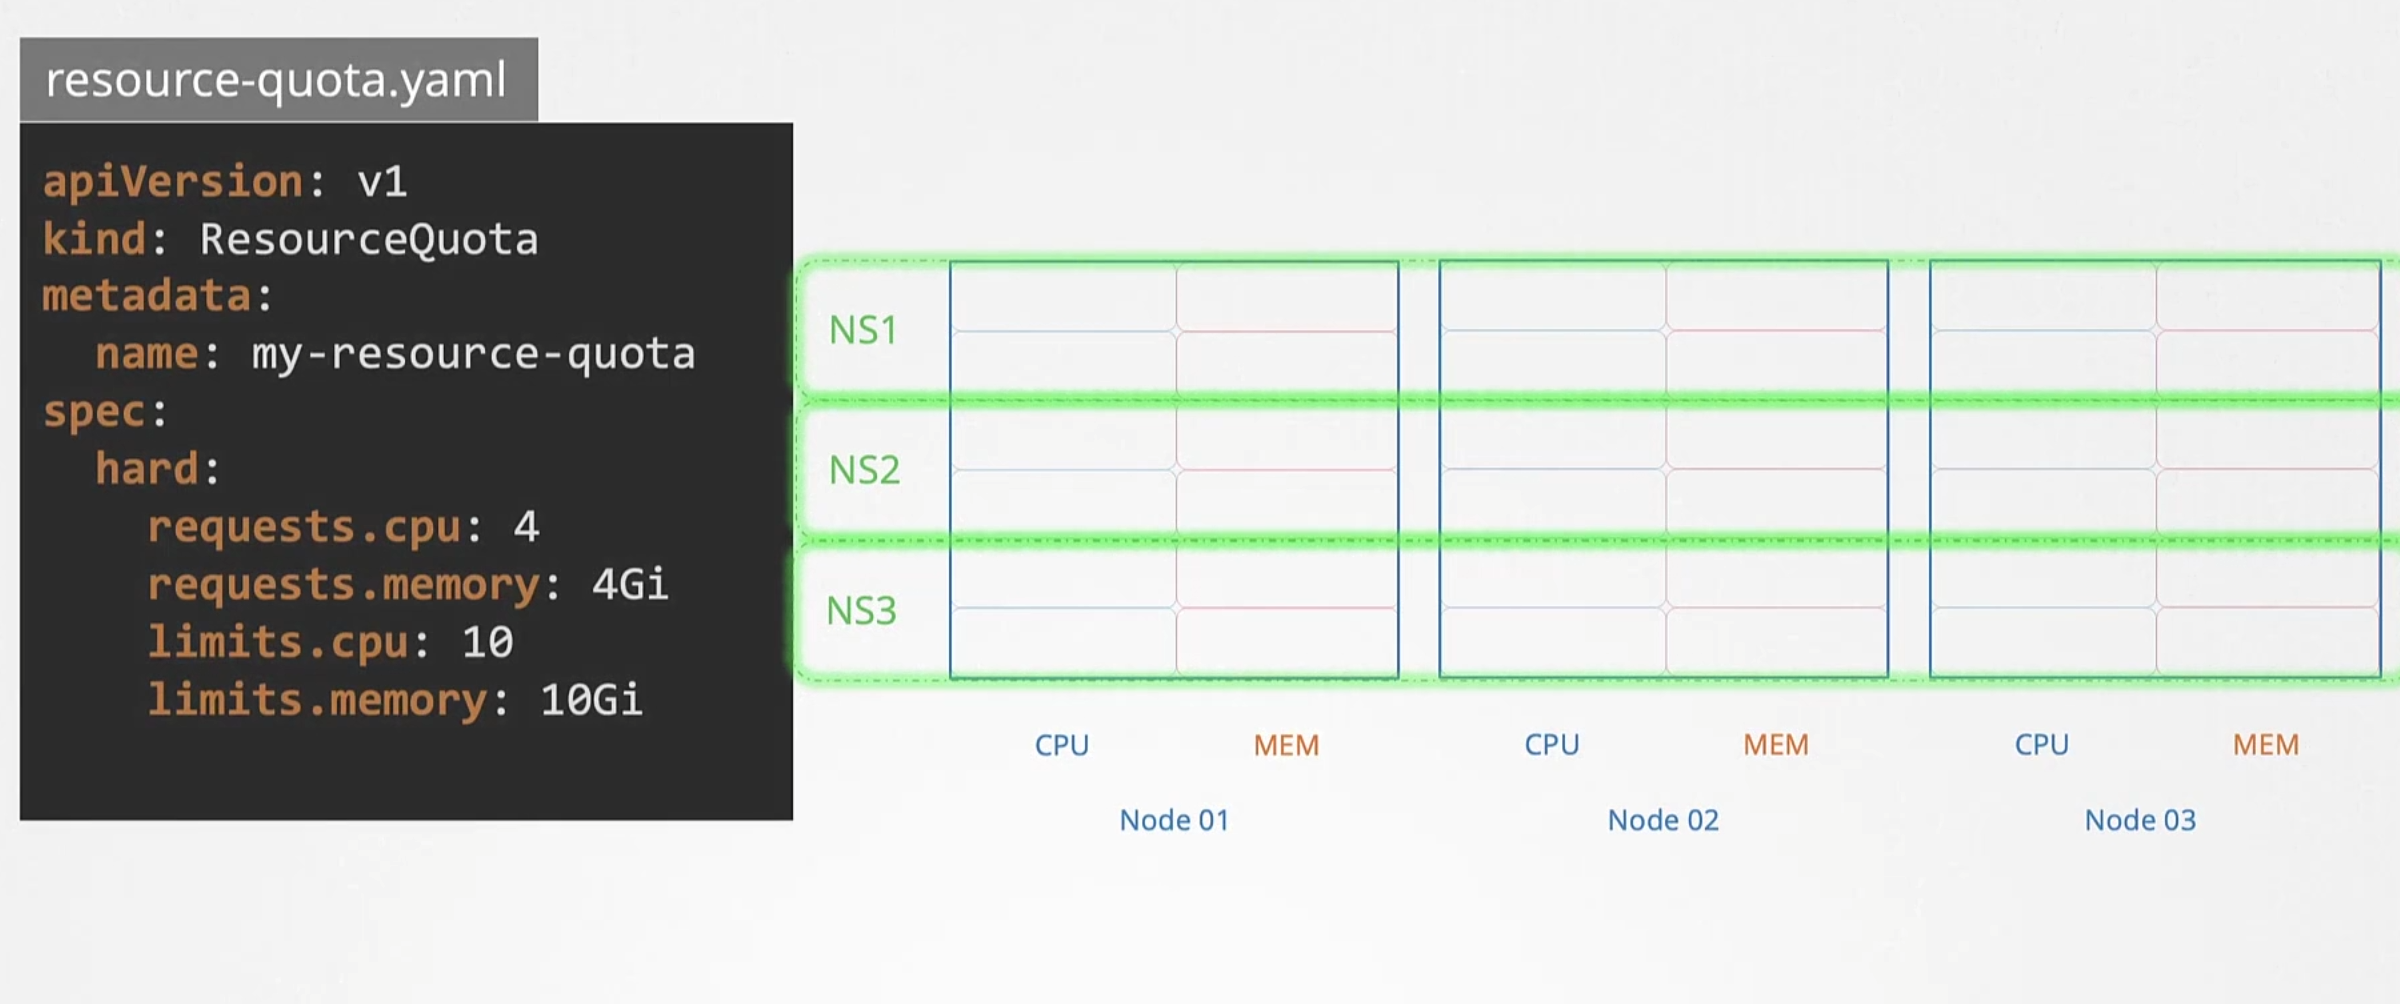 resource-quota.yaml
apiVersion: v1
kind: ResourceQuota
metadata:
  name: my-resource-quota
spec:
  hard:
    requests.cpu: 4
    requests.memory: 4Gi
    limits.cpu: 10
    limits.memory: 10Gi
NS1
NS2
NS3
CPU MEM CPU MEM CPU MEM
Node 01 Node 02 Node 03